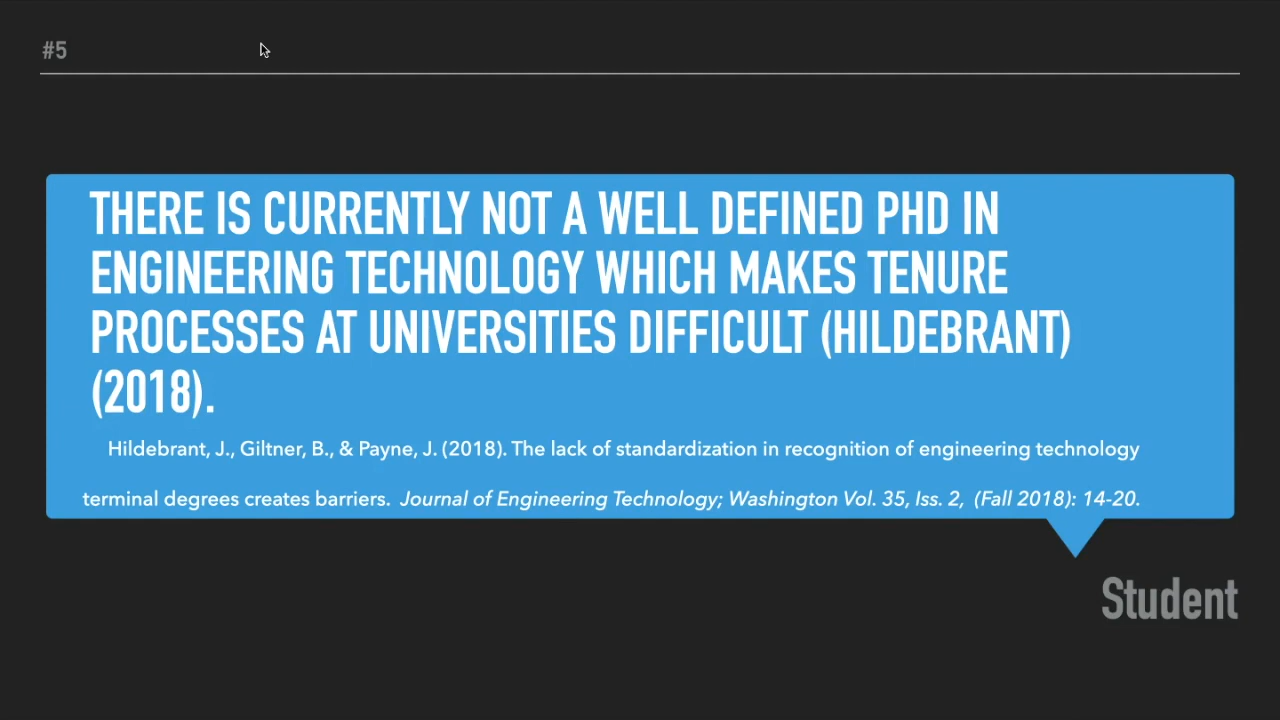 #5
THERE IS CURRENTLY NOT A WELL DEFINED PHD IN
ENGINEERING TECHNOLOGY WHICH MAKES TENURE
PROCESSES AT UNIVERSITIES DIFFICULT (HILDEBRANT)
(2018).
Hildebrant, J., Giltner, B., & Payne, J. (2018). The lack of standardization in recognition of engineering technology
terminal degrees creates barriers. Journal of Engineering Technology; Washington Vol. 35, Iss. 2, (Fall 2018): 14-20.
Student